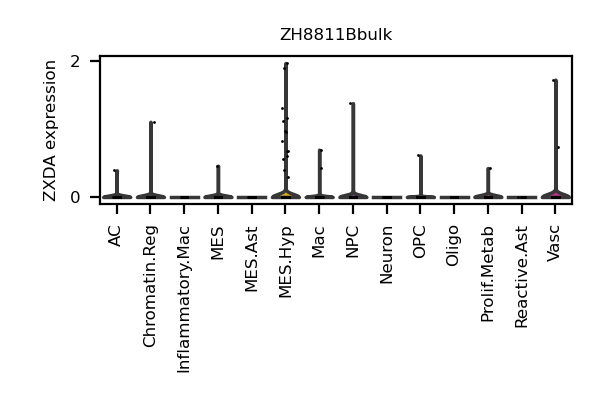 ZH8811Bbulk
ZXDA expression
2
0
AC
Chromatin.Reg
Inflammatory.Mac
MES
MES.Ast
MES.Hyp
Mac
NPC
Neuron
OPC
Oligo
Prolif.Metab
Reactive.Ast
Vasc